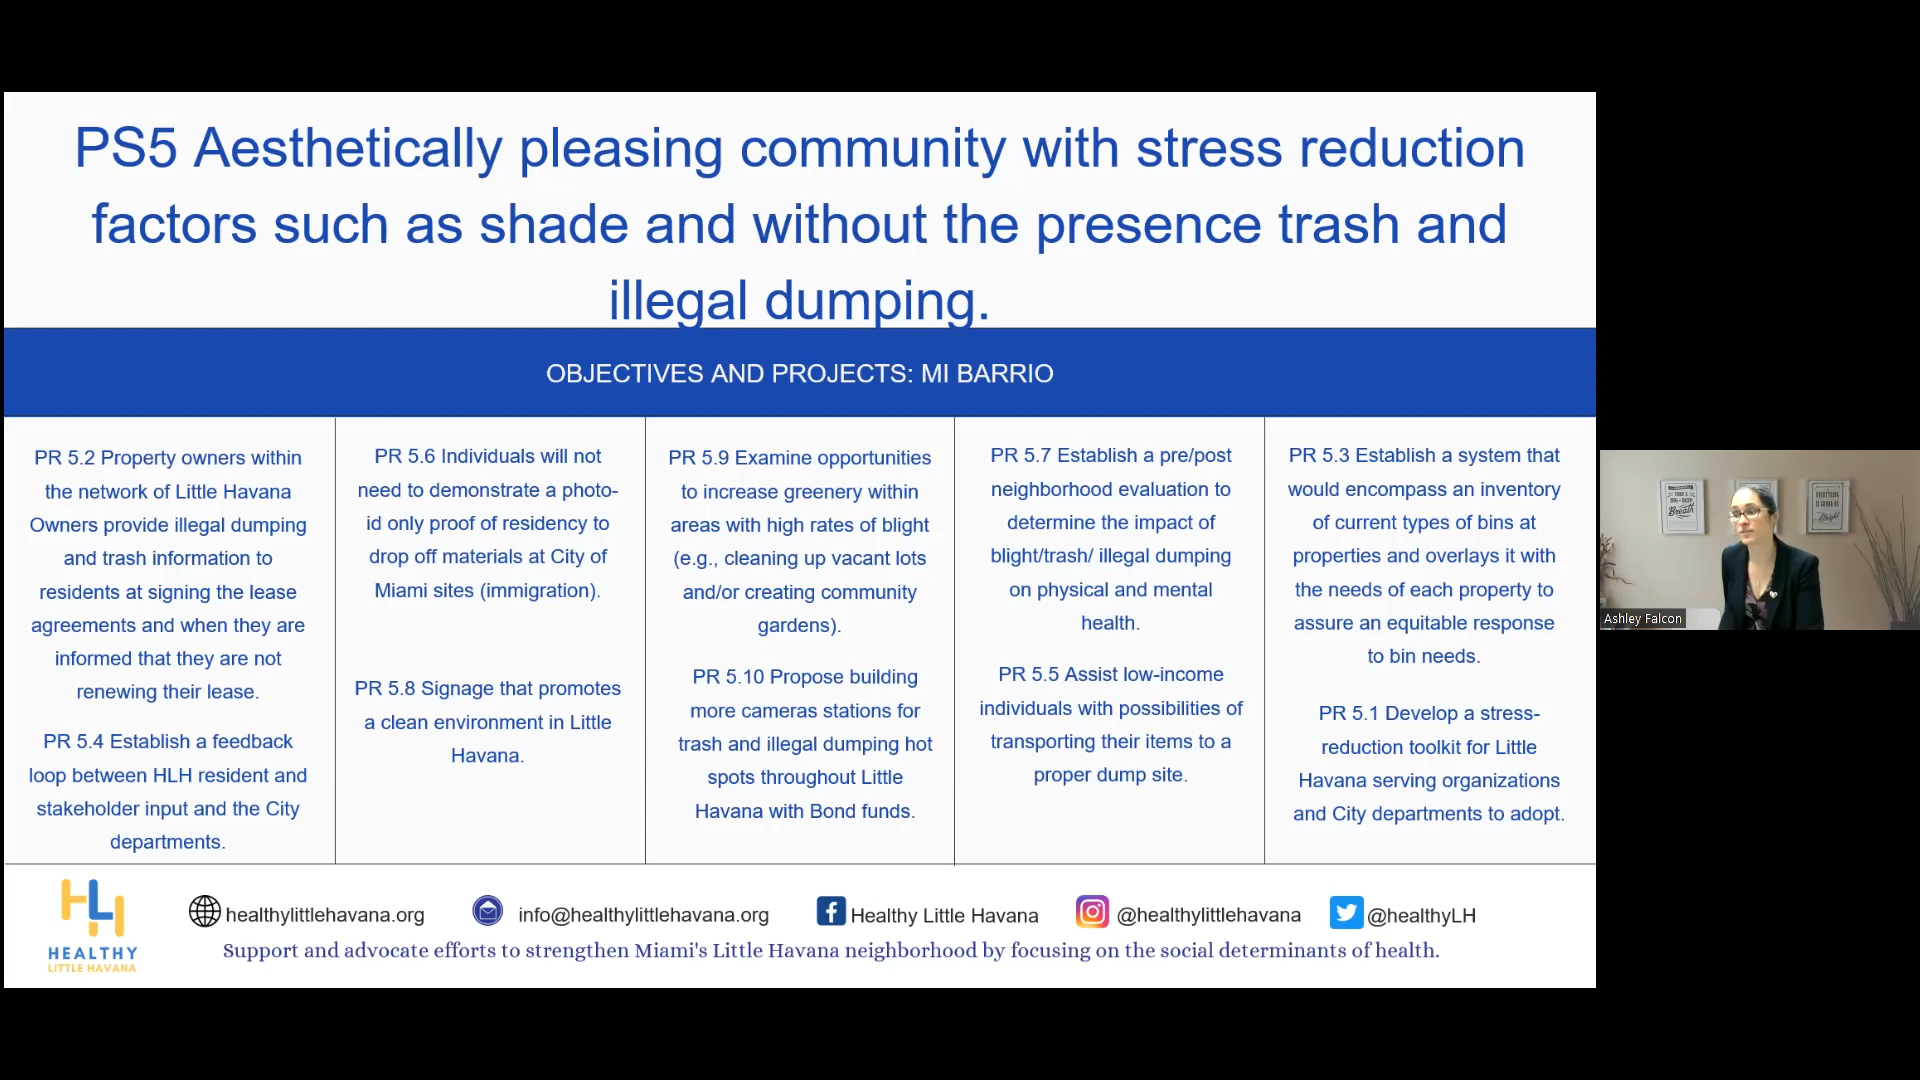 PS5 Aesthetically pleasing community with stress reduction
factors such as shade and without the presence trash and
illegal dumping.
OBJECTIVES AND PROJECTS: MI BARRIO
PR 5.2 Property owners within
the network of Little Havana
Owners provide illegal dumping
and trash information to
residents at signing the lease
agreements and when they are
informed that they are not
renewing their lease.
PR 5.4 Establish a feedback
loop between HLH resident and
stakeholder input and the City
departments.
PR 5.6 Individuals will not
need to demonstrate a photo-
id only proof of residency to
drop off materials at City of
Miami sites (immigration).
PR 5.8 Signage that promotes
a clean environment in Little
Havana.
PR 5.9 Examine opportunities
to increase greenery within
areas with high rates of blight
(e.g., cleaning up vacant lots
and/or creating community
gardens).
PR 5.10 Propose building
more cameras stations for
trash and illegal dumping hot
spots throughout Little
Havana with Bond funds.
PR 5.7 Establish a pre/post
neighborhood evaluation to
determine the impact of
blight/trash/ illegal dumping
on physical and mental
health.
PR 5.5 Assist low-income
individuals with possibilities of
transporting their items to a
proper dump site.
PR 5.3 Establish a system that
would encompass an inventory
of current types of bins at
properties and overlays it with
the needs of each property to
assure an equitable response
to bin needs.
PR 5.1 Develop a stress-
reduction toolkit for Little
Havana serving organizations
and City departments to adopt.
HLH
HEALTHY
LITTLE HAVANA
healthylittlehavana.org
info@healthylittlehavana.org
Healthy Little Havana
@healthylittlehavana
@healthyLH
Support and advocate efforts to strengthen Miami's Little Havana neighborhood by focusing on the social determinants of health.
Breath
Alright
Ashley Falcon